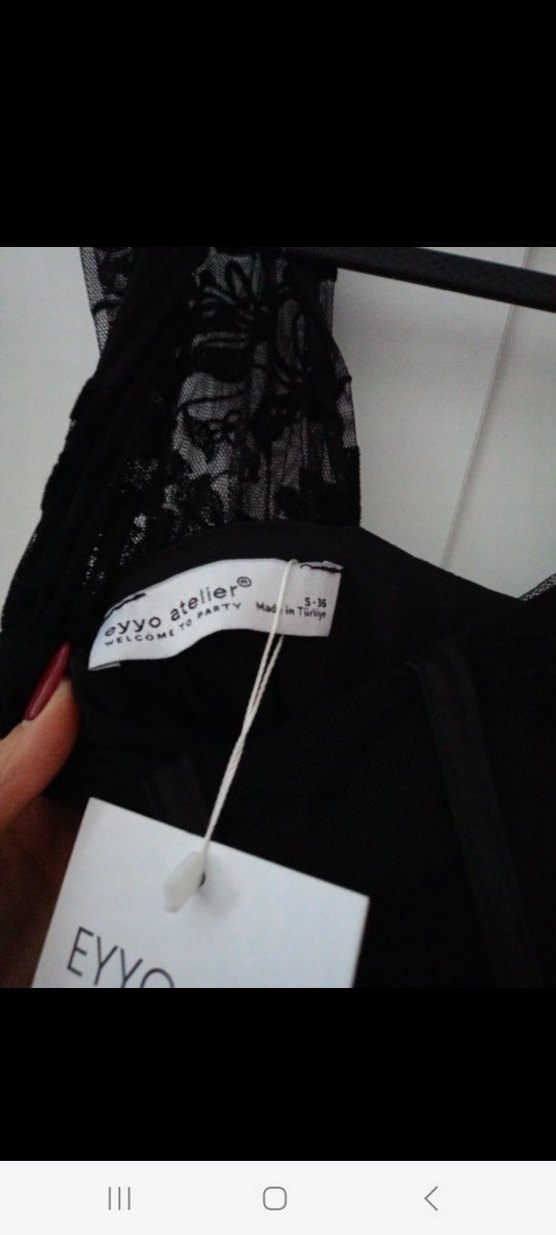 eyyo atelier®
WELCOME TO PARTY
S-36
Made in Türkiye
EYYO